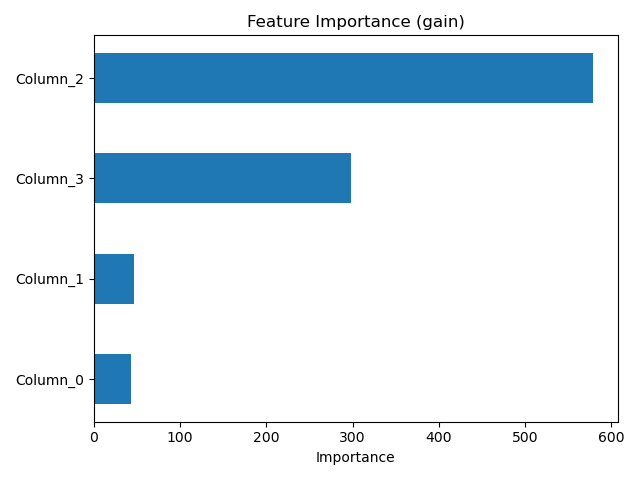 Feature Importance (gain)
Column_2
Column_3
Column_1
Column_0
0 100 200 300 400 500 600
Importance